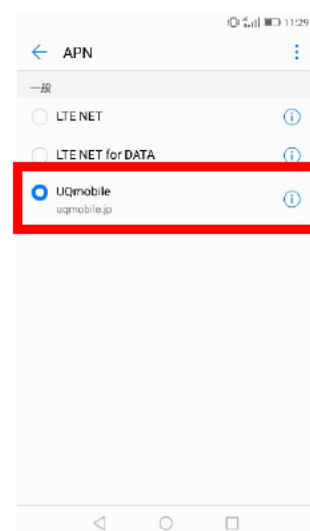 11:29
APN
一般
LTE NET
LTE NET for DATA
UQmobile
uqmobile.jp